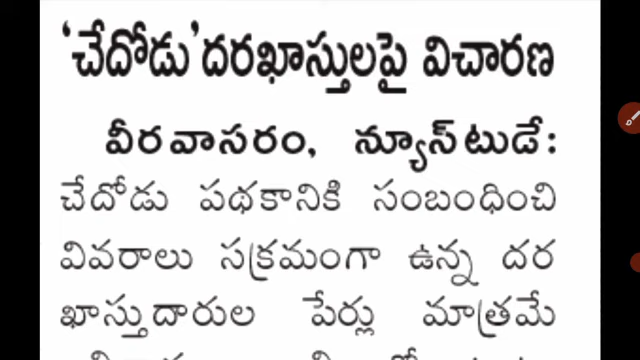 'చేదోడు' దరఖాస్తులపై విచారణ
వీరవాసరం, న్యూస్‌టుడే:
చేదోడు పథకానికి సంబంధించి
వివరాలు సక్రమంగా ఉన్న దర
ఖాస్తుదారుల పేర్లు మాత్రమే